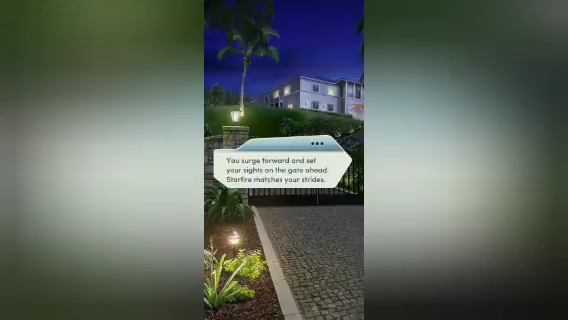 You surge forward and set
your sights on the gate ahead.
Starfire matches your strides.